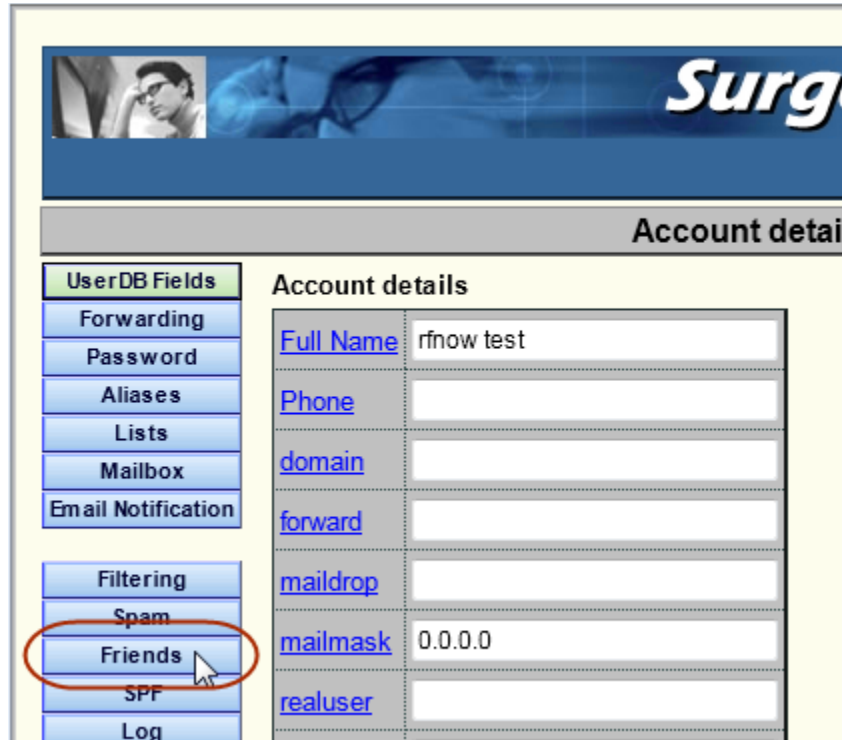 Surg
Account detai
UserDB Fields
Forwarding
Password
Aliases
Lists
Mailbox
Email Notification
Filtering
Spam
Friends
SPF
Log
Account details
Full Name rfnow test
Phone
domain
forward
maildrop
mailmask 0.0.0.0
realuser